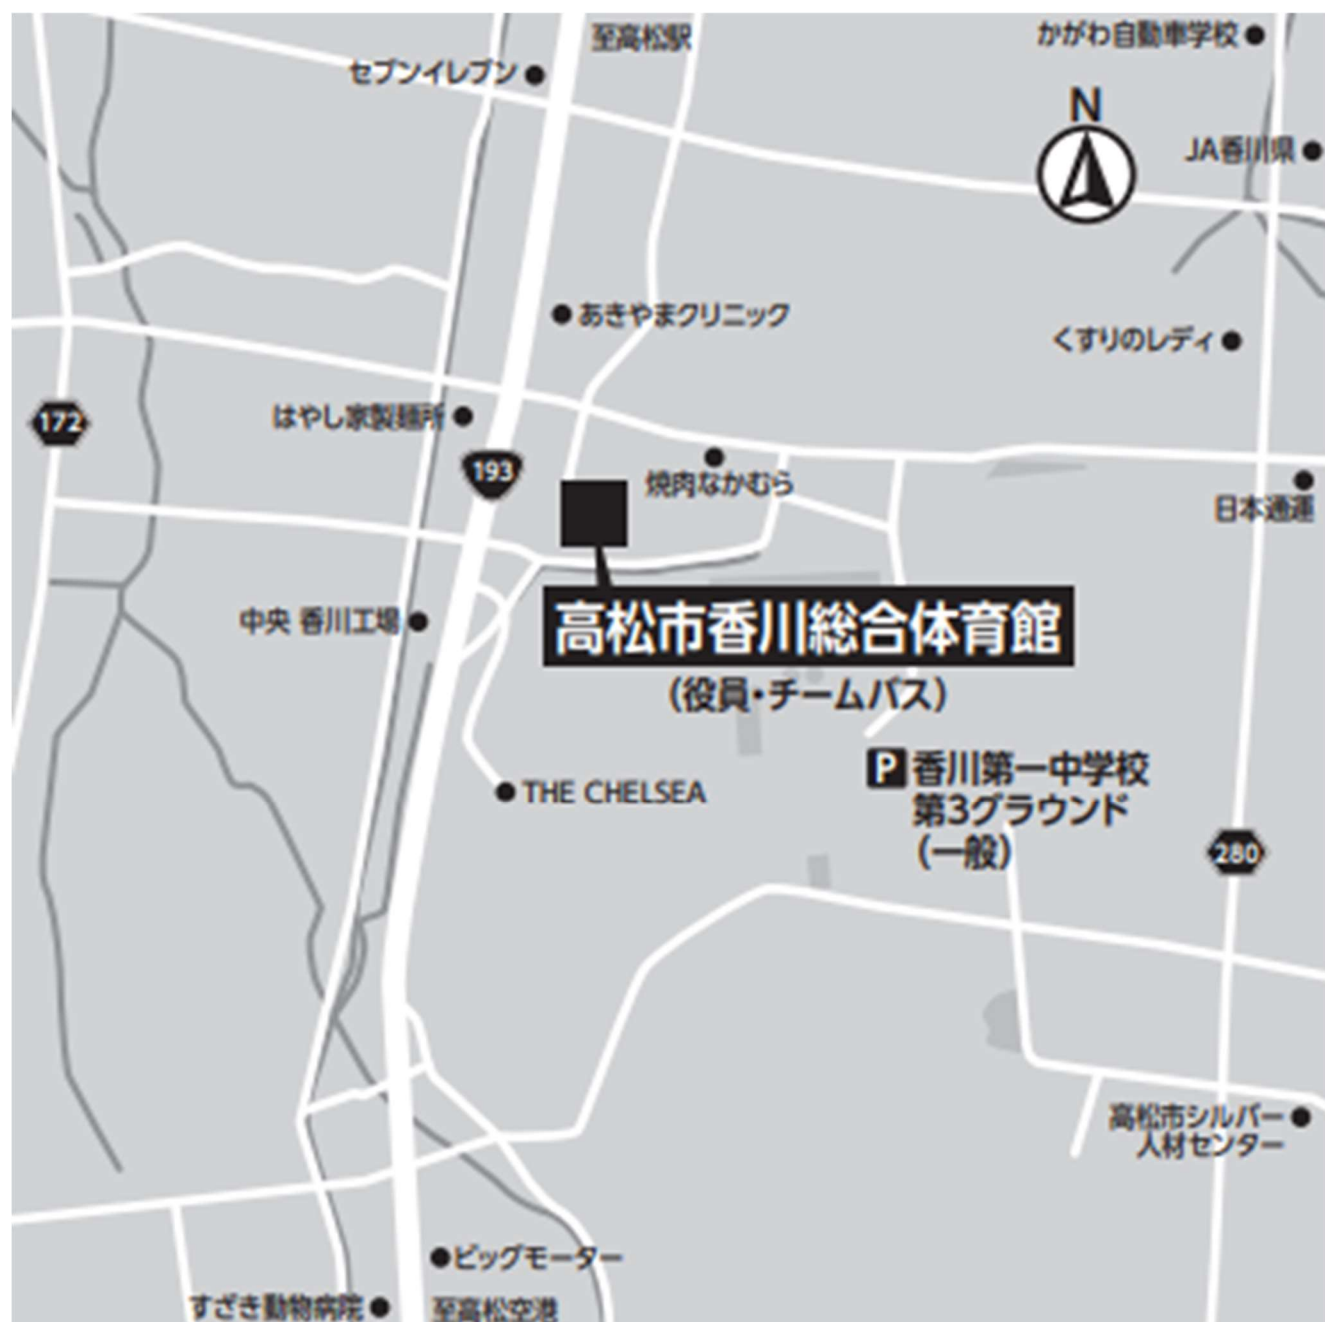 至高松駅
かがわ自動車学校
セブンイレブン
N
JA香川県
あきやまクリニック
くすりのレディ
172
はやし家製麺所
193
焼肉なかむら
日本通運
中央 香川工場
高松市香川総合体育館
（役員・チームバス）
THE CHELSEA
P 香川第一中学校
第3グラウンド
（一般）
280
高松市シルバー
人材センター
ビッグモーター
すざき動物病院
至高松空港